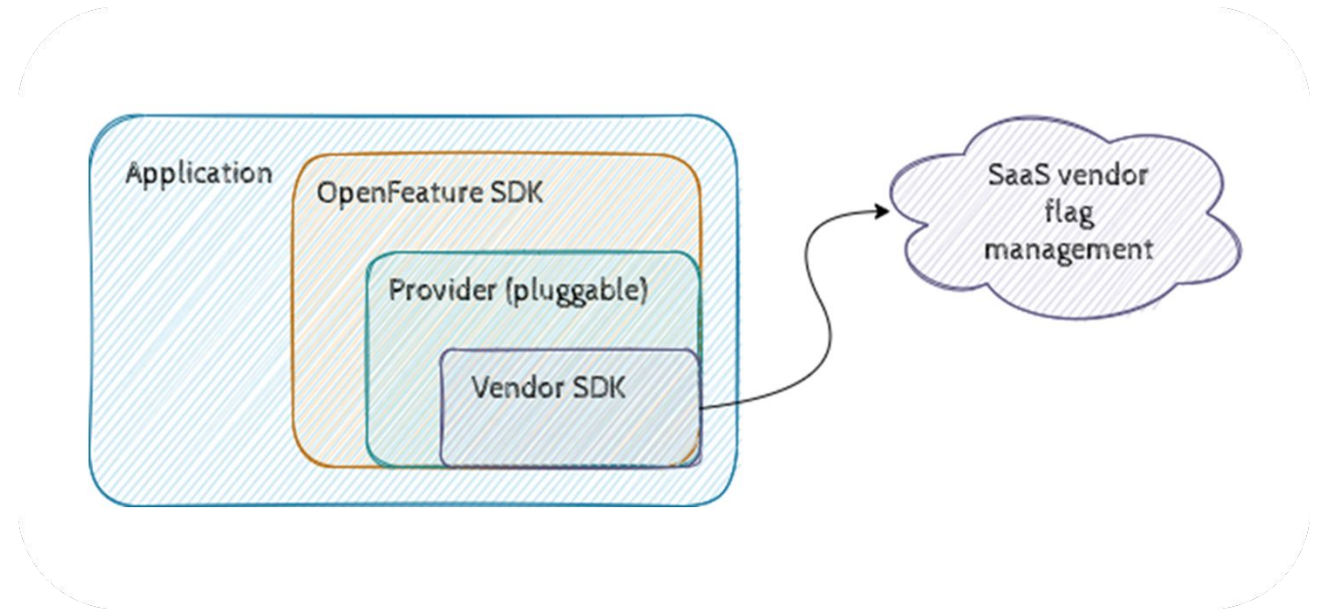 Application
OpenFeature SDK
Provider (pluggable)
Vendor SDK
SaaS vendor
flag
management